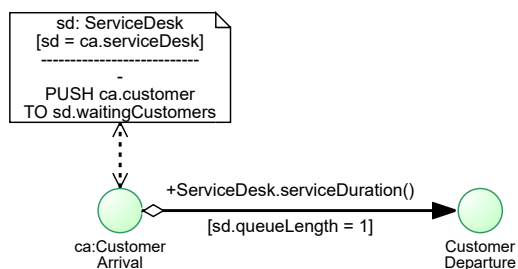 sd: ServiceDesk
[sd = ca.serviceDesk]
---------------------------
-
PUSH ca.customer
TO sd.waitingCustomers
+ServiceDesk.serviceDuration()
[sd.queueLength = 1]
ca:Customer
Arrival
Customer
Departure